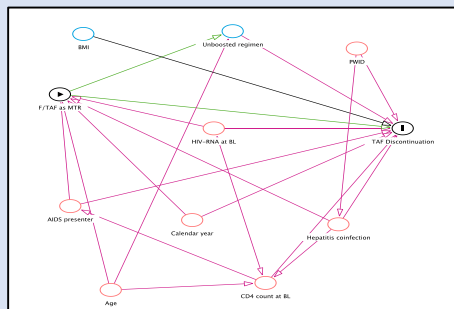 BMI
Unboosted regimen
PWID
F/TAF as MTR
TAF Discontinuation
HIV-RNA at BL
AIDS presenter
Calendar year
Hepatitis coinfection
Age
CD4 count at BL